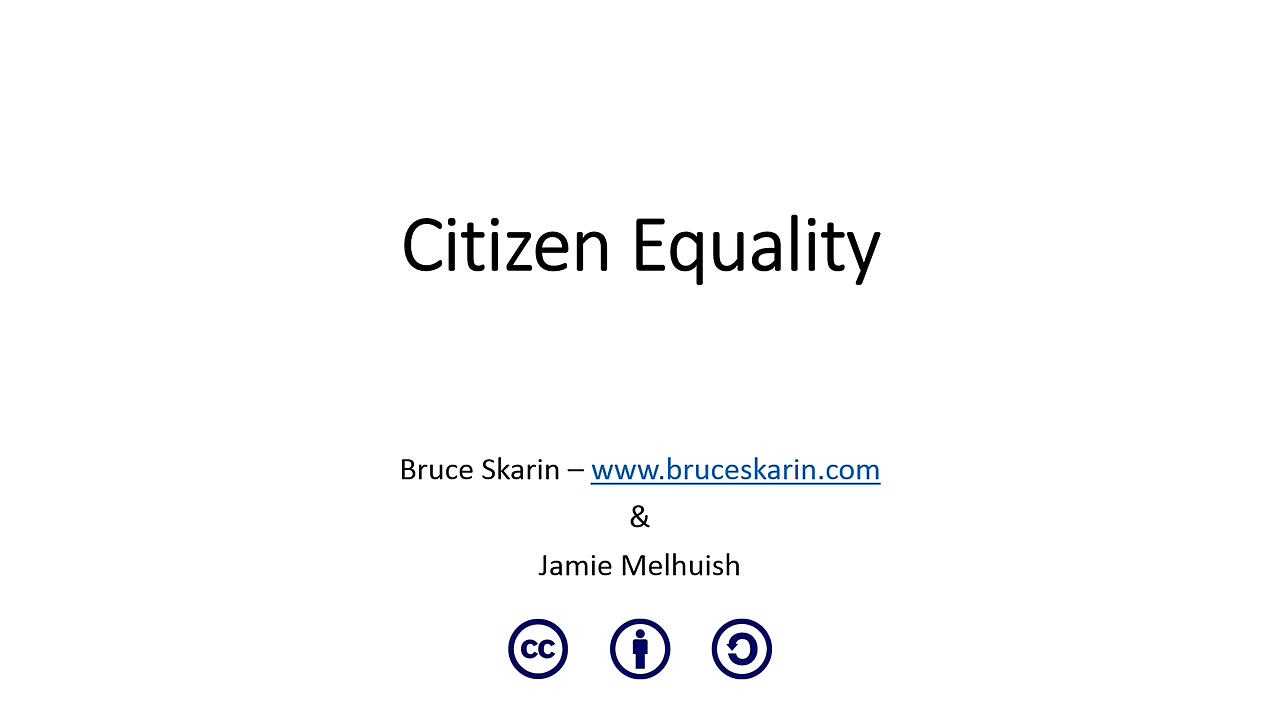 Citizen Equality
Bruce Skarin – www.bruceskarin.com
&
Jamie Melhuish
cc